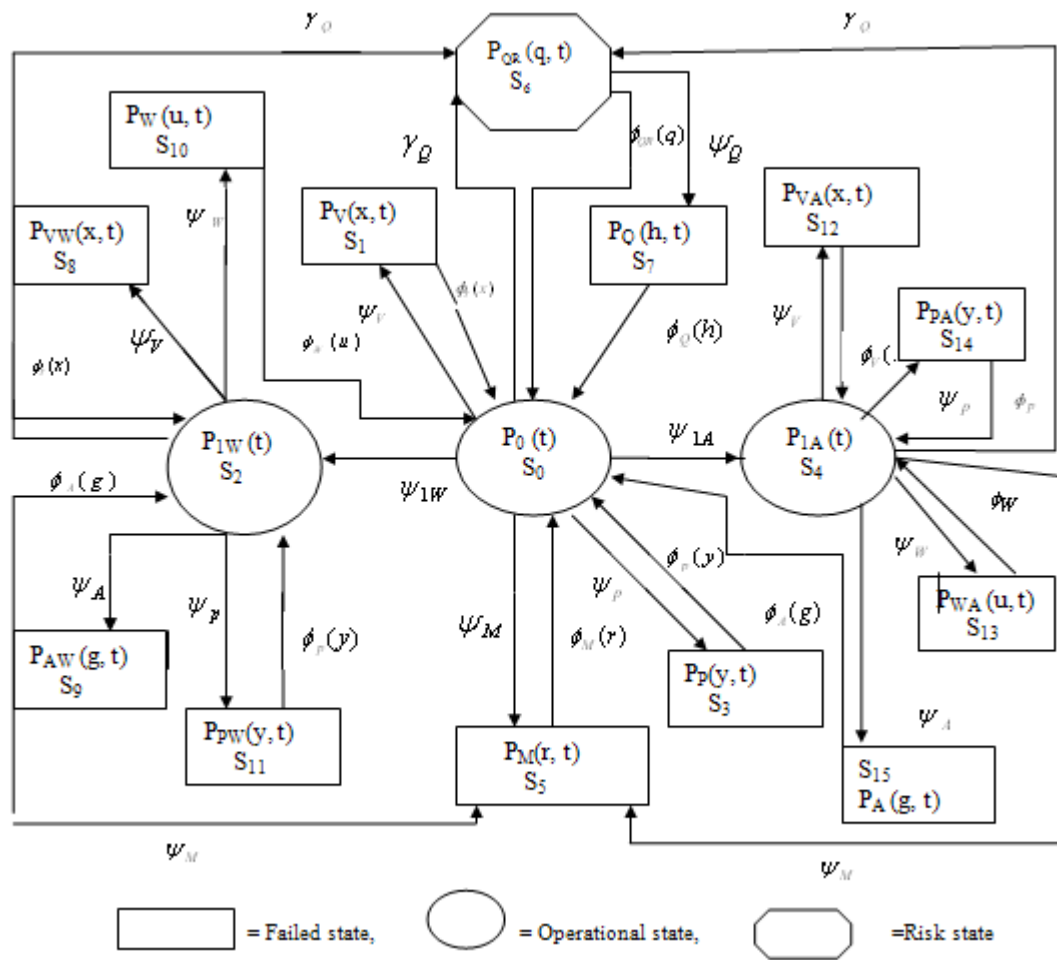 γ_Q
γ_Q
P_QR (q, t)
S_6
P_W (u, t)
S_10
γ_Q
ϕ_QR (q)
ψ_Q
ψ_W
P_V(x, t)
S_1
P_VA(x, t)
S_12
P_VW(x, t)
S_8
P_Q (h, t)
S_7
ψ_V
ϕ_Q (h)
ψ_V
P_PA(y, t)
S_14
ψ_V
(x)
ϕ_V (.
ψ_p
ϕ_p
P_1W (t)
S_2
P_0 (t)
S_0
ψ_1A
P_1A (t)
S_4
ϕ_A (g)
ψ_1W
ϕ_W
ψ_W
ψ_A
ψ_p
ϕ_p (y)
ψ_M
ϕ_M (r)
ψ_p
ϕ_p (y)
ϕ_A (g)
P_WA (u, t)
S_13
P_AW (g, t)
S_9
P_P(y, t)
S_3
P_PW(y, t)
S_11
P_M(r, t)
S_5
ψ_A
S_15
P_A (g, t)
ψ_M
ψ_M
= Failed state,
= Operational state,
=Risk state